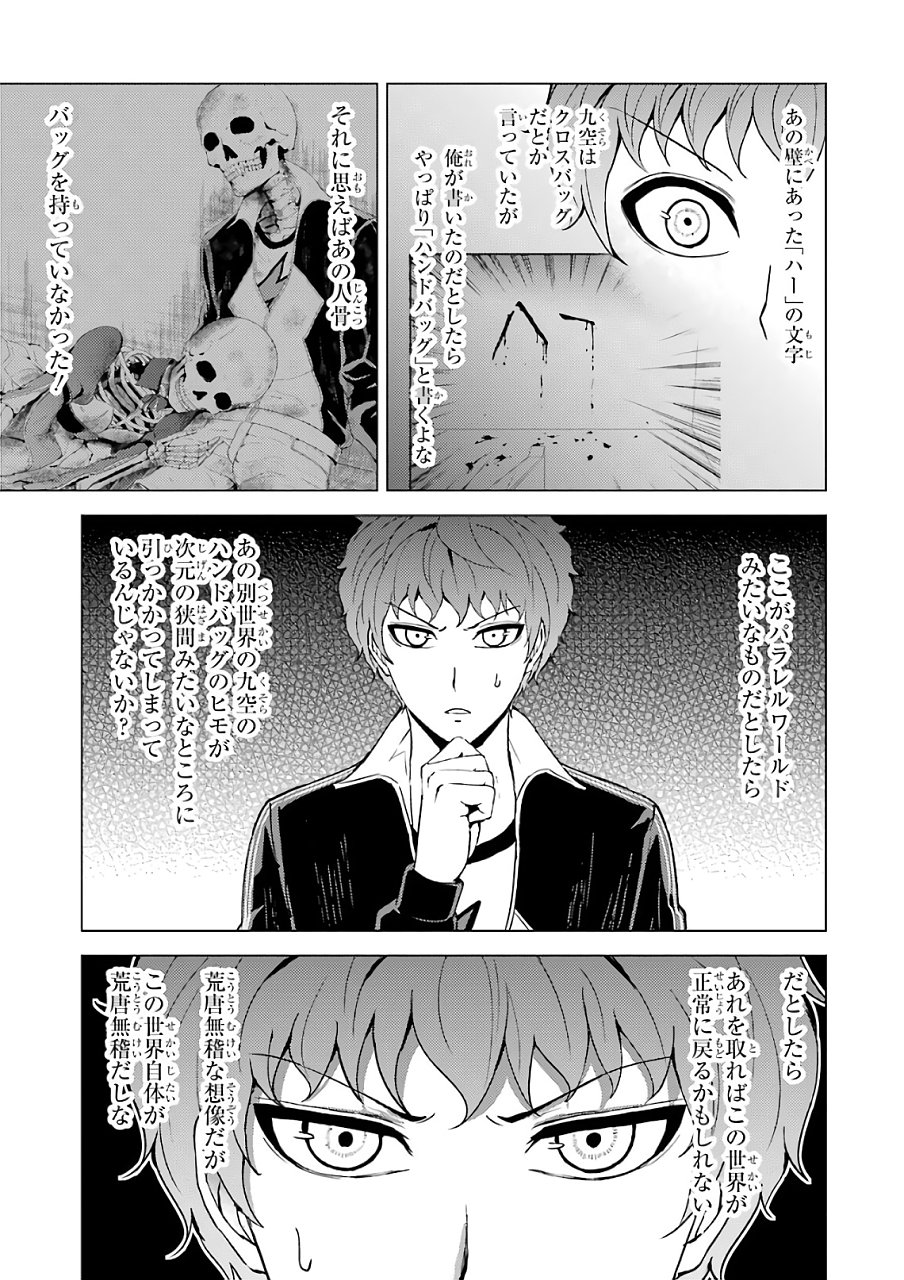 あの壁にあった「ハー」の文字
九空は
クロスバッグ
だとか
言っていたが
俺が書いたのだとしたら
やっぱり「ハンドバッグ」と書くよな
それに思えばあの人骨
バッグを持っていなかった！
ここがパラレルワールド
みたいなものだとしたら
あの別世界の九空の
ハンドバッグのヒモが
次元の狭間みたいなところに
引っかかってしまって
いるんじゃないか？
だとしたら
あれを取ればこの世界が
正常に戻るかもしれない
荒唐無稽な想像だが
この世界自体が
荒唐無稽だしな